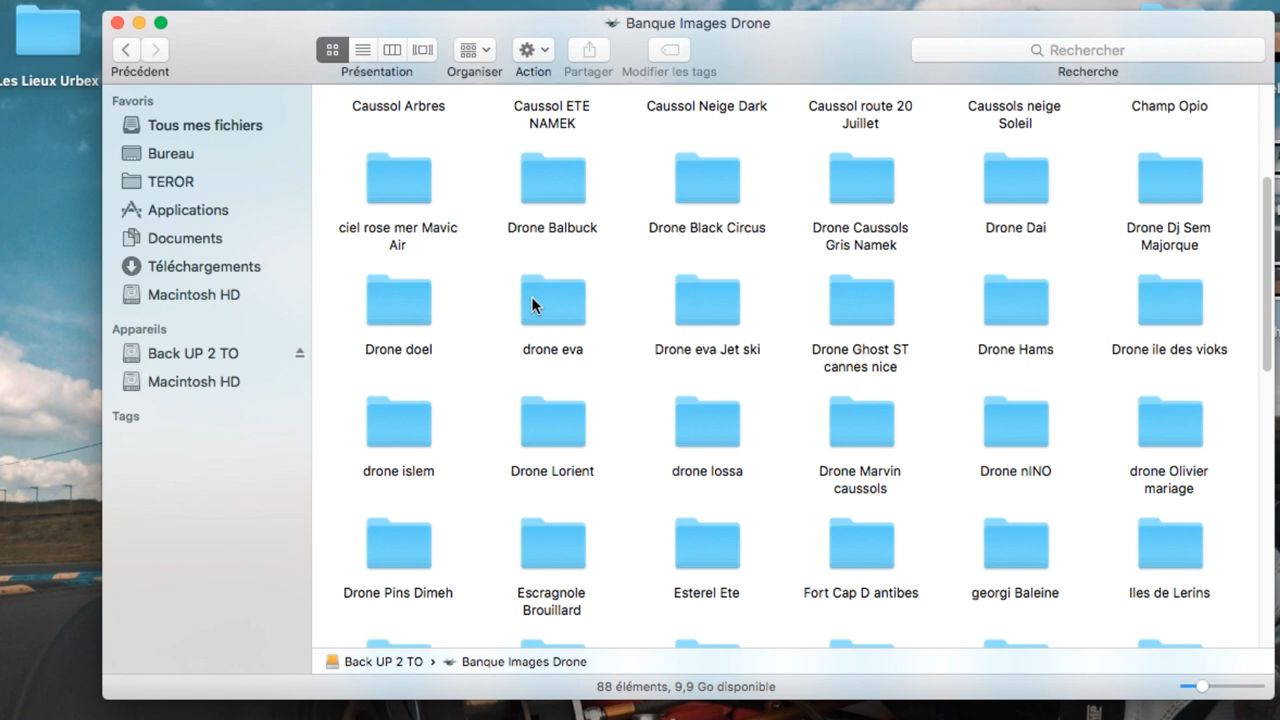 Banque Images Drone
Précédent
Présentation
Organiser
Action
Partager
Modifier les tags
Rechercher
Recherche
Les Lieux Urbex
Favoris
Tous mes fichiers
Bureau
TEROR
Applications
Documents
Téléchargements
Macintosh HD
Appareils
Back UP 2 TO
Macintosh HD
Tags
Caussol Arbres
Caussol ETE
NAMEK
Caussol Neige Dark
Caussol route 20
Juillet
Caussols neige
Soleil
Champ Opio
ciel rose mer Mavic
Air
Drone Balbuck
Drone Black Circus
Drone Caussols
Gris Namek
Drone Dai
Drone Dj Sem
Majorque
Drone doel
drone eva
Drone eva Jet ski
Drone Ghost ST
cannes nice
Drone Hams
Drone ile des vioks
drone islem
Drone Lorient
drone lossa
Drone Marvin
caussols
Drone nINO
drone Olivier
mariage
Drone Pins Dimeh
Escragnole
Brouillard
Esterel Ete
Fort Cap D antibes
georgi Baleine
Iles de Lerins
Back UP 2 TO › Banque Images Drone
88 éléments, 9,9 Go disponible